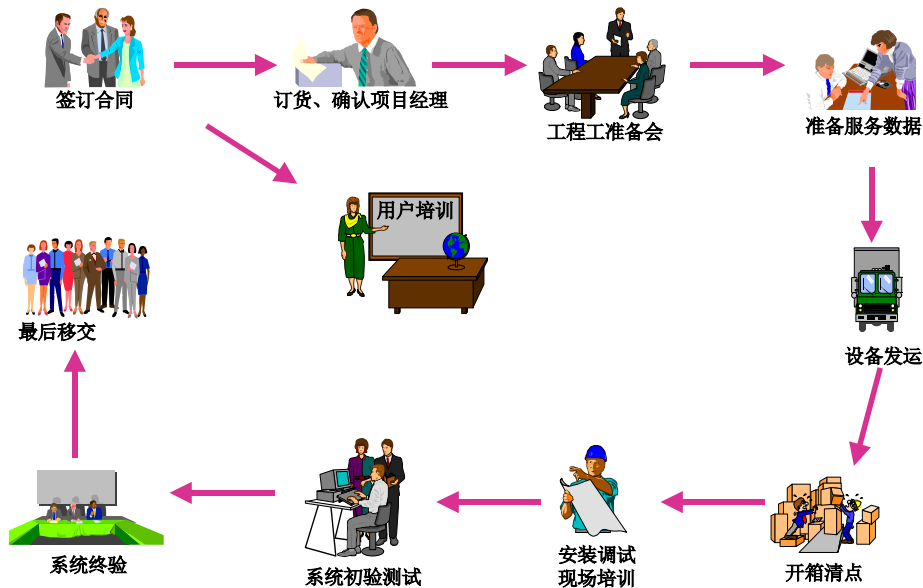 签订合同
订货、确认项目经理
工程工准备会
准备服务数据
用户培训
最后移交
设备发运
系统终验
系统初验测试
安装调试
现场培训
开箱清点